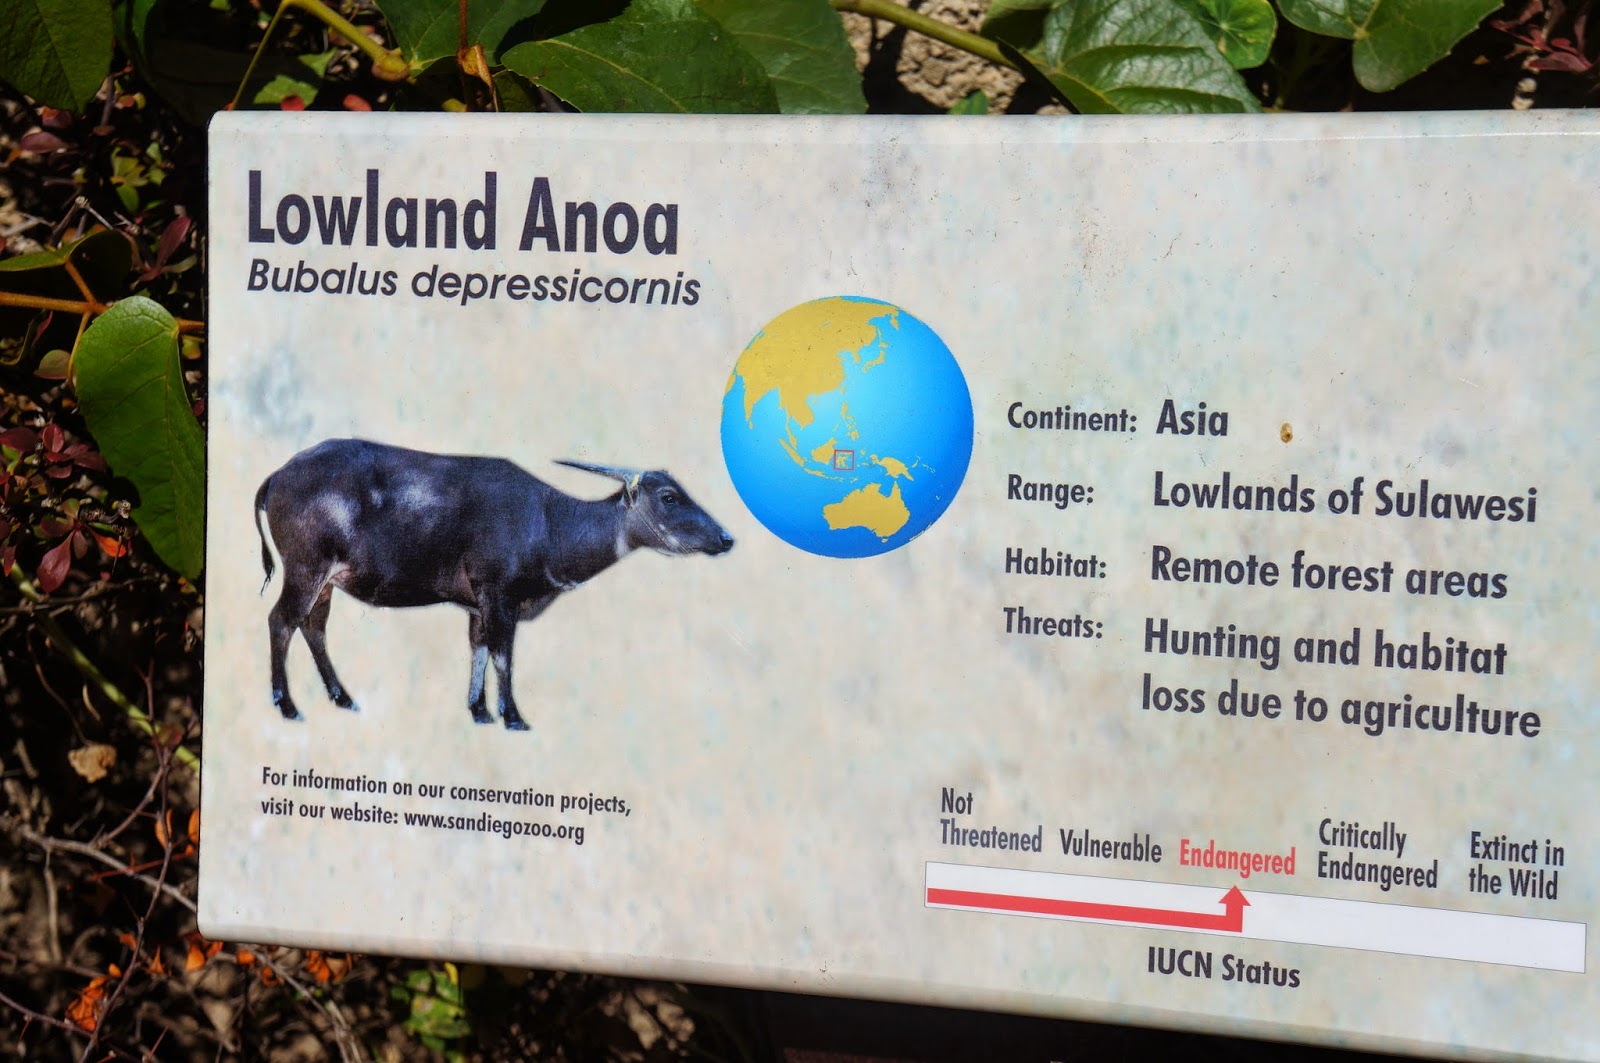 Lowland Anoa
Bubalus depressicornis
Continent: Asia
Range: Lowlands of Sulawesi
Habitat: Remote forest areas
Threats: Hunting and habitat
loss due to agriculture
For information on our conservation projects,
visit our website: www.sandiegozoo.org
Not
Threatened
Vulnerable
Endangered
Critically
Endangered
Extinct in
the Wild
IUCN Status